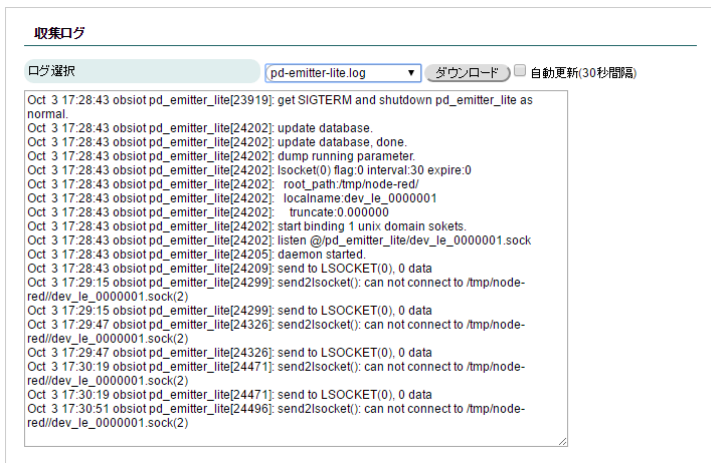 収集ログ
ログ選択 pd-emitter-lite.log ダウンロード 自動更新(30秒間隔)
Oct 3 17:28:43 obsiot pd_emitter_lite[23919]: get SIGTERM and shutdown pd_emitter_lite as
normal.
Oct 3 17:28:43 obsiot pd_emitter_lite[24202]: update database.
Oct 3 17:28:43 obsiot pd_emitter_lite[24202]: update database, done.
Oct 3 17:28:43 obsiot pd_emitter_lite[24202]: dump running parameter.
Oct 3 17:28:43 obsiot pd_emitter_lite[24202]: lsocket(0) flag:0 interval:30 expire:0
Oct 3 17:28:43 obsiot pd_emitter_lite[24202]: root_path:/tmp/node-red/
Oct 3 17:28:43 obsiot pd_emitter_lite[24202]: localname:dev_le_0000001
Oct 3 17:28:43 obsiot pd_emitter_lite[24202]: truncate:0.000000
Oct 3 17:28:43 obsiot pd_emitter_lite[24202]: start binding 1 unix domain sokets.
Oct 3 17:28:43 obsiot pd_emitter_lite[24202]: listen @/pd_emitter_lite/dev_le_0000001.sock
Oct 3 17:28:43 obsiot pd_emitter_lite[24205]: daemon started.
Oct 3 17:28:43 obsiot pd_emitter_lite[24209]: send to LSOCKET(0), 0 data
Oct 3 17:29:15 obsiot pd_emitter_lite[24299]: send2lsocket(): can not connect to /tmp/node-
red//dev_le_0000001.sock(2)
Oct 3 17:29:15 obsiot pd_emitter_lite[24299]: send to LSOCKET(0), 0 data
Oct 3 17:29:47 obsiot pd_emitter_lite[24326]: send2lsocket(): can not connect to /tmp/node-
red//dev_le_0000001.sock(2)
Oct 3 17:29:47 obsiot pd_emitter_lite[24326]: send to LSOCKET(0), 0 data
Oct 3 17:30:19 obsiot pd_emitter_lite[24471]: send2lsocket(): can not connect to /tmp/node-
red//dev_le_0000001.sock(2)
Oct 3 17:30:19 obsiot pd_emitter_lite[24471]: send to LSOCKET(0), 0 data
Oct 3 17:30:51 obsiot pd_emitter_lite[24496]: send2lsocket(): can not connect to /tmp/node-
red//dev_le_0000001.sock(2)